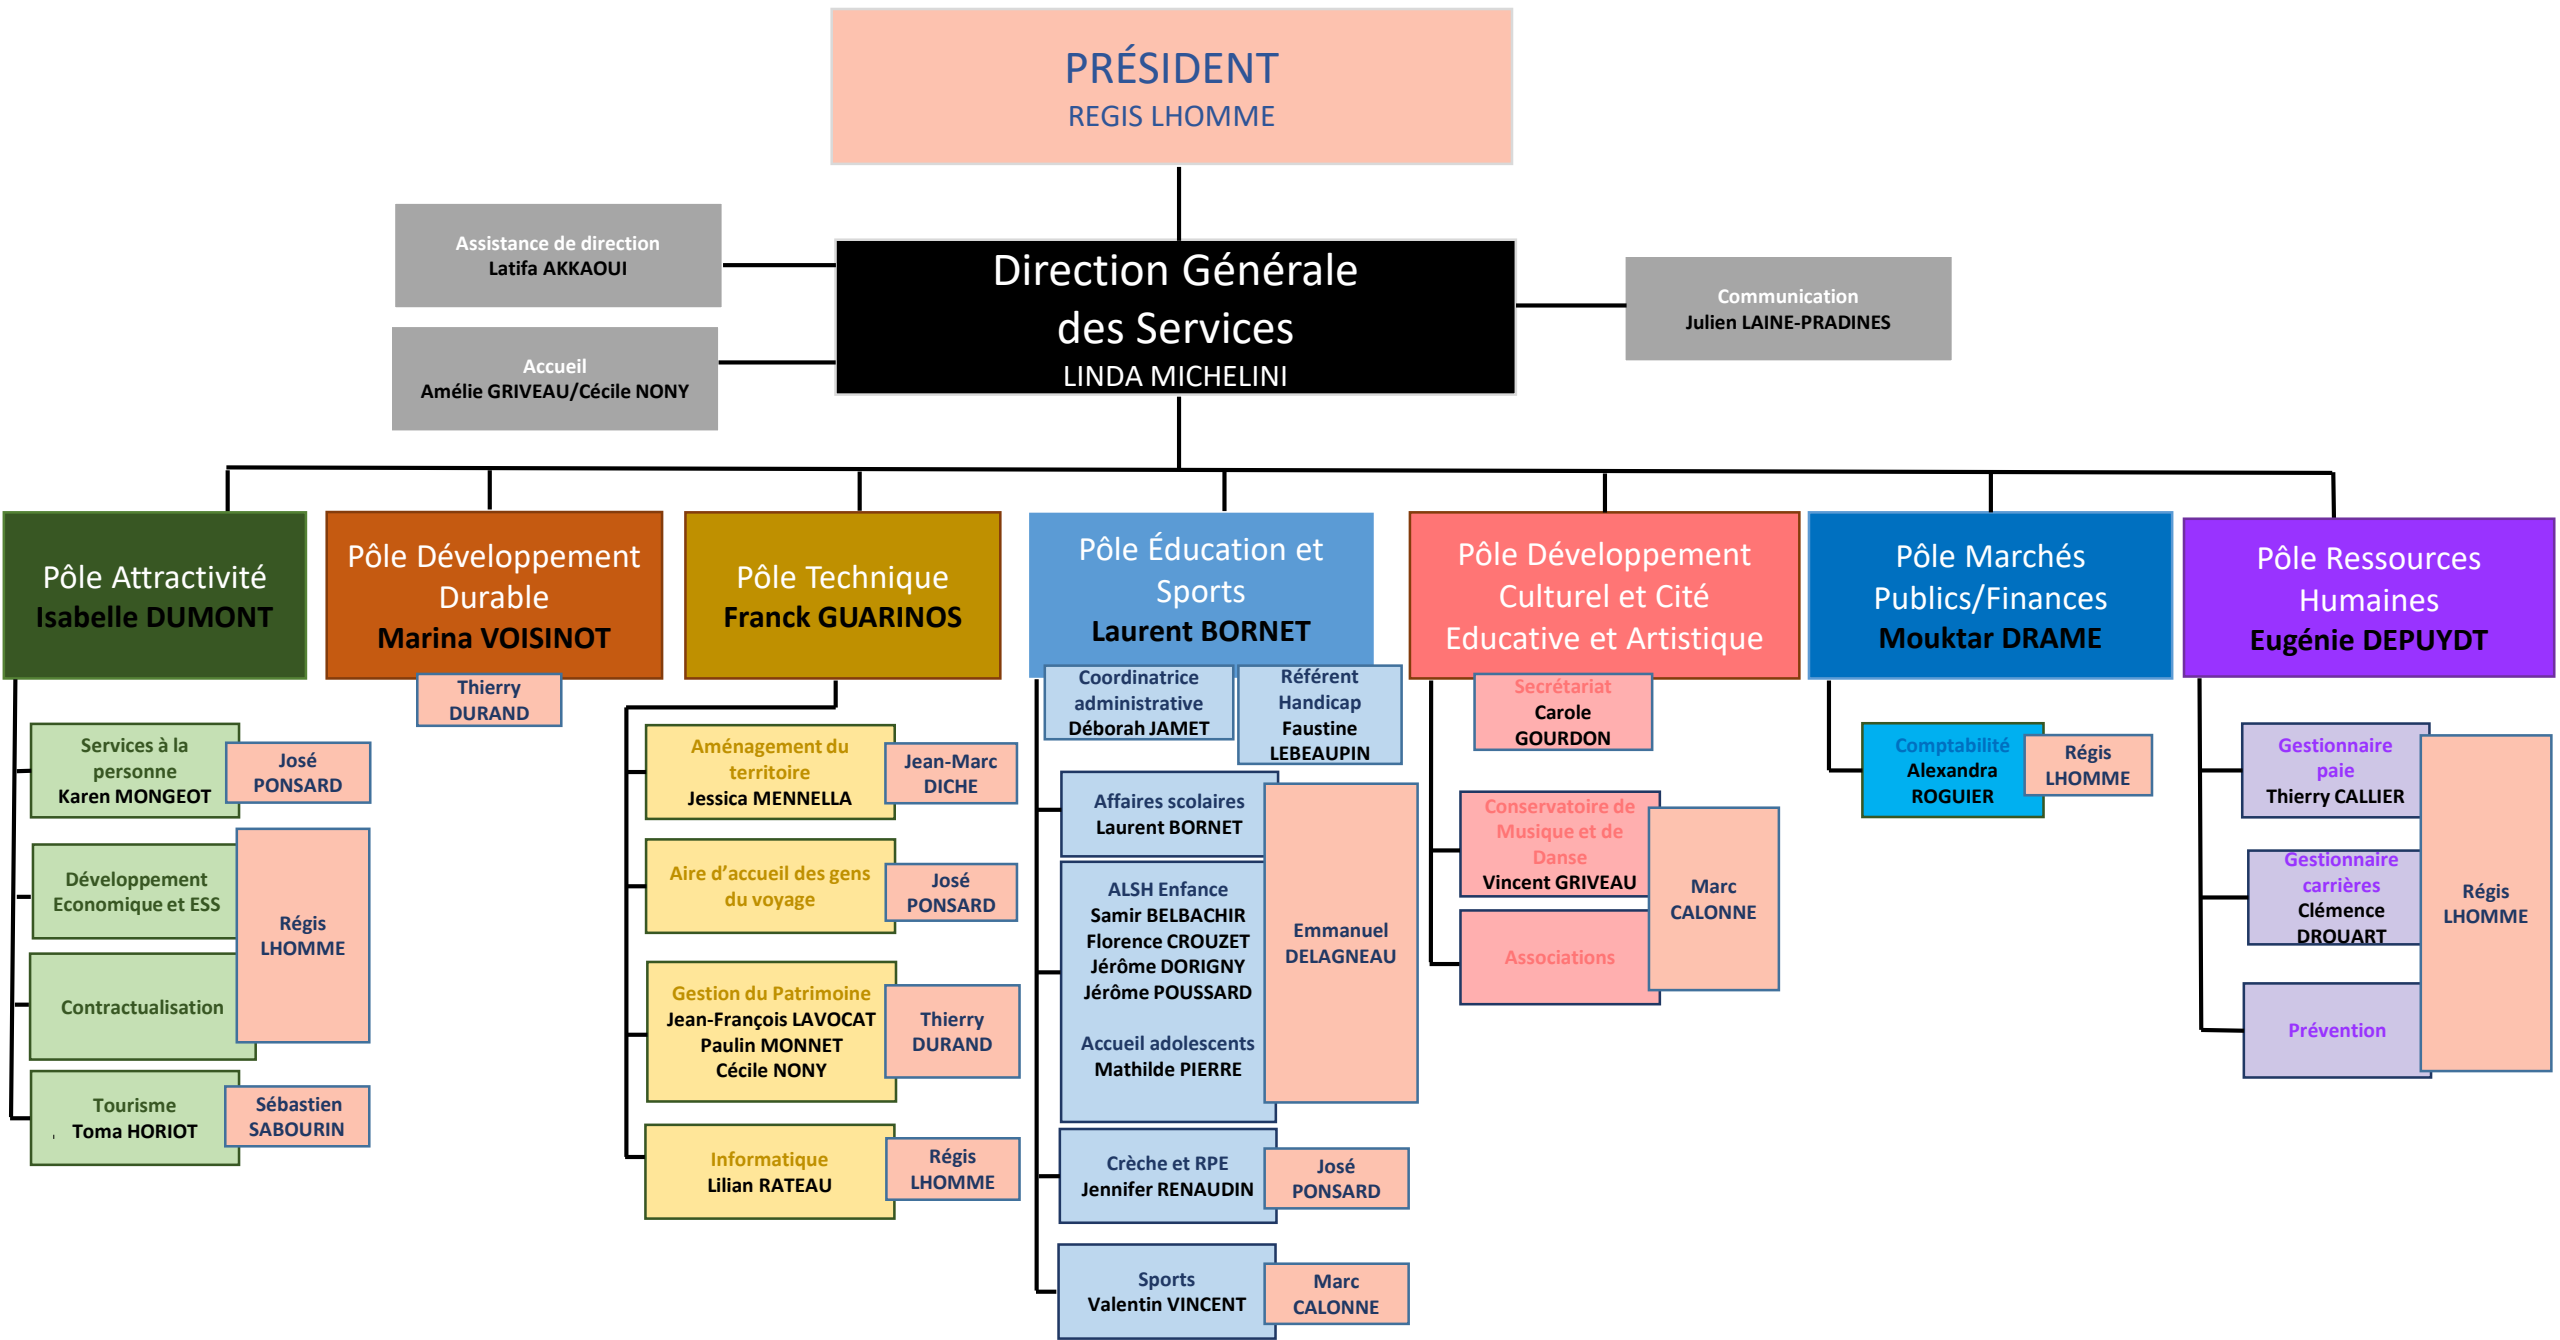 PRÉSIDENT
REGIS LHOMME
Assistance de direction
Latifa AKKAOUI
Accueil
Amélie GRIVEAU/Cécile NONY
Direction Générale
des Services
LINDA MICHELINI
Communication
Julien LAINE-PRADINES
Pôle Attractivité
Isabelle DUMONT
Services à la
personne
Karen MONGEOT
José
PONSARD
Développement
Economique et ESS
Contractualisation
Régis
LHOMME
Tourisme
Toma HORIOT
Sébastien
SABOURIN
Pôle Développement
Durable
Marina VOISINOT
Thierry
DURAND
Pôle Technique
Franck GUARINOS
Aménagement du
territoire
Jessica MENNELLA
Jean-Marc
DICHE
Aire d’accueil des gens
du voyage
José
PONSARD
Gestion du Patrimoine
Jean-François LAVOCAT
Paulin MONNET
Cécile NONY
Thierry
DURAND
Informatique
Lilian RATEAU
Régis
LHOMME
Pôle Éducation et
Sports
Laurent BORNET
Coordinatrice
administrative
Déborah JAMET
Référent
Handicap
Faustine
LEBEAUPIN
Affaires scolaires
Laurent BORNET
ALSH Enfance
Samir BELBACHIR
Florence CROUZET
Jérôme DORIGNY
Jérôme POUSSARD
Accueil adolescents
Mathilde PIERRE
Emmanuel
DELAGNEAU
Crèche et RPE
Jennifer RENAUDIN
José
PONSARD
Sports
Valentin VINCENT
Marc
CALONNE
Pôle Développement
Culturel et Cité
Educative et Artistique
Secrétariat
Carole
GOURDON
Conservatoire de
Musique et de
Danse
Vincent GRIVEAU
Associations
Marc
CALONNE
Pôle Marchés
Publics/Finances
Mouktar DRAME
Comptabilité
Alexandra
ROGUIER
Régis
LHOMME
Pôle Ressources
Humaines
Eugénie DEPUYDT
Gestionnaire
paie
Thierry CALLIER
Gestionnaire
carrières
Clémence
DROUART
Prévention
Régis
LHOMME